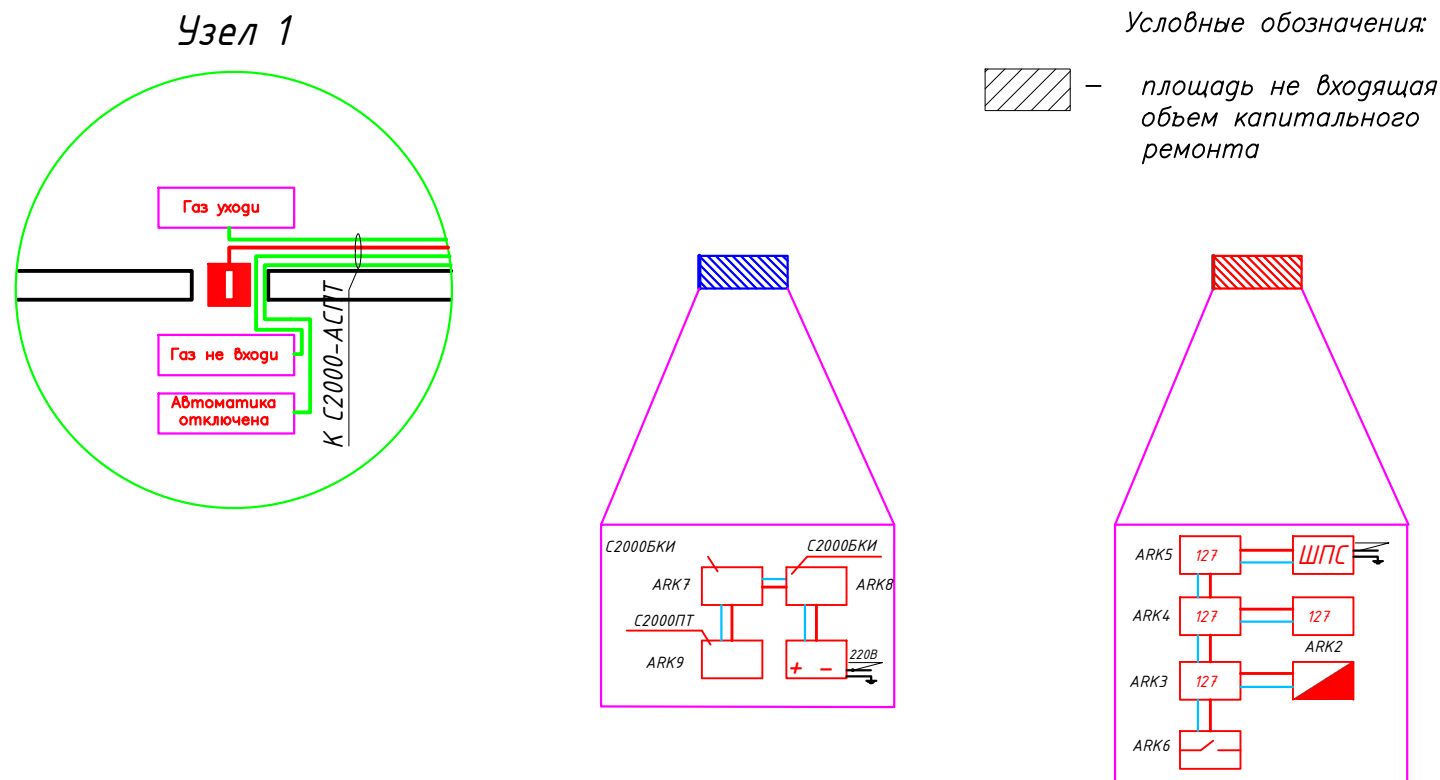 Узел 1
Условные обозначения:
– площадь не входящая
объем капитального
ремонта
Газ уходи
Газ не входи
Автоматика
отключена
К С2000-АСПТ
С2000БКИ
С2000БКИ
ARK7
ARK8
С2000ПТ
ARK9
+ –
220В
ARK5
127
ШПС
ARK4
127
127
ARK2
ARK3
127
ARK6